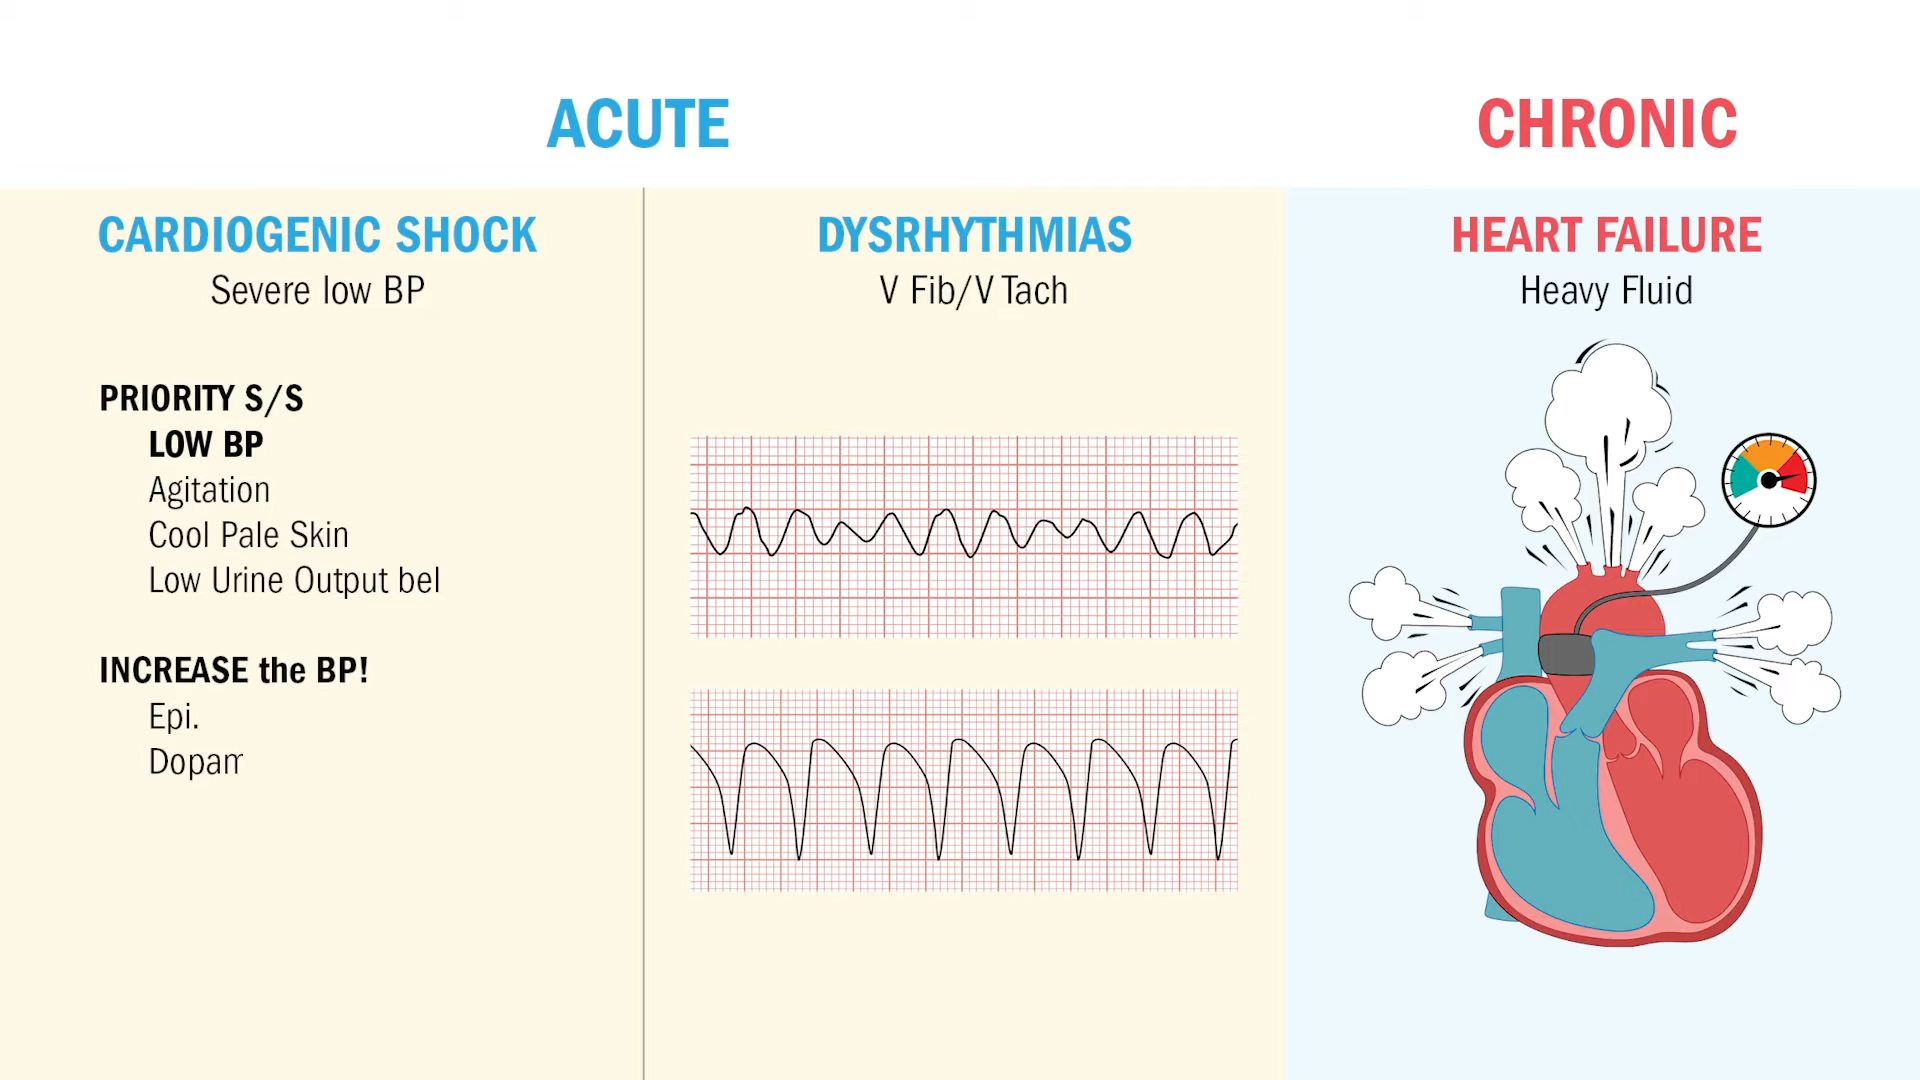 ACUTE
CHRONIC
CARDIOGENIC SHOCK
Severe low BP
PRIORITY S/S
LOW BP
Agitation
Cool Pale Skin
Low Urine Output bel
INCREASE the BP!
Epi.
Dopam
DYSRHYTHMIAS
V Fib/V Tach
HEART FAILURE
Heavy Fluid